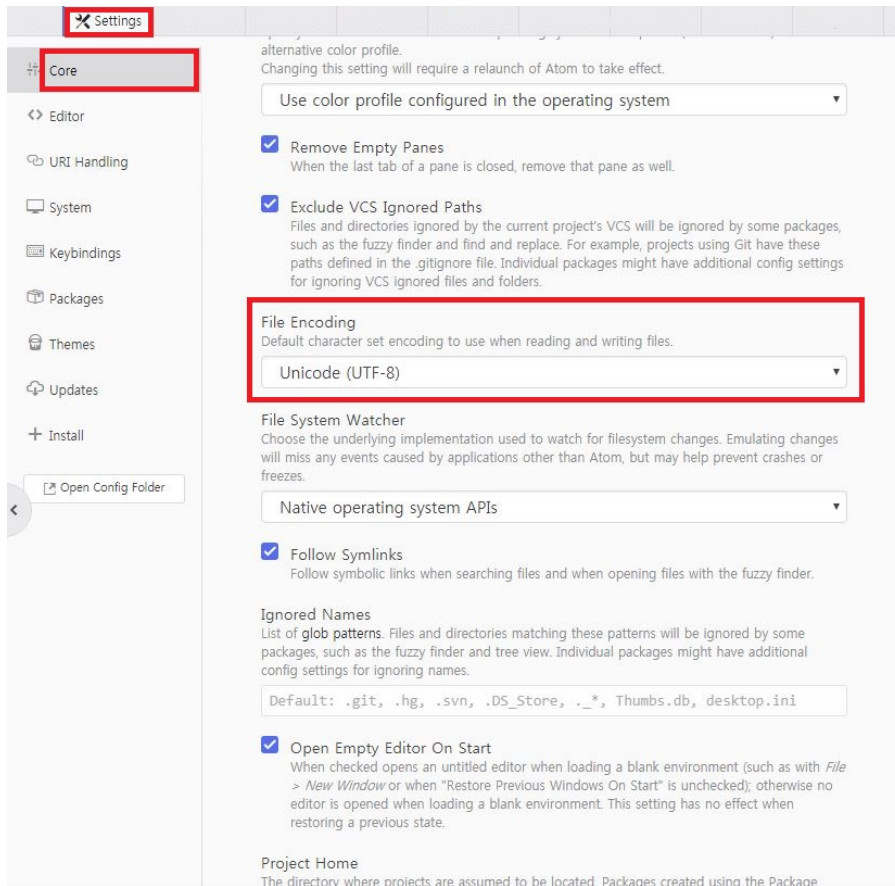 Settings
Core
Editor
URI Handling
System
Keybindings
Packages
Themes
Updates
Install
Open Config Folder
alternative color profile.
Changing this setting will require a relaunch of Atom to take effect.
Use color profile configured in the operating system
Remove Empty Panes
When the last tab of a pane is closed, remove that pane as well.
Exclude VCS Ignored Paths
Files and directories ignored by the current project's VCS will be ignored by some packages,
such as the fuzzy finder and find and replace. For example, projects using Git have these
paths defined in the .gitignore file. Individual packages might have additional config settings
for ignoring VCS ignored files and folders.
File Encoding
Default character set encoding to use when reading and writing files.
Unicode (UTF-8)
File System Watcher
Choose the underlying implementation used to watch for filesystem changes. Emulating changes
will miss any events caused by applications other than Atom, but may help prevent crashes or
freezes.
Native operating system APIs
Follow Symlinks
Follow symbolic links when searching files and when opening files with the fuzzy finder.
Ignored Names
List of glob patterns. Files and directories matching these patterns will be ignored by some
packages, such as the fuzzy finder and tree view. Individual packages might have additional
config settings for ignoring names.
Default: .git, .hg, .svn, .DS_Store, ._*, Thumbs.db, desktop.ini
Open Empty Editor On Start
When checked opens an untitled editor when loading a blank environment (such as with File
> New Window or when "Restore Previous Windows On Start" is unchecked); otherwise no
editor is opened when loading a blank environment. This setting has no effect when
restoring a previous state.
Project Home
The directory where projects are assumed to be located. Packages created using the Package